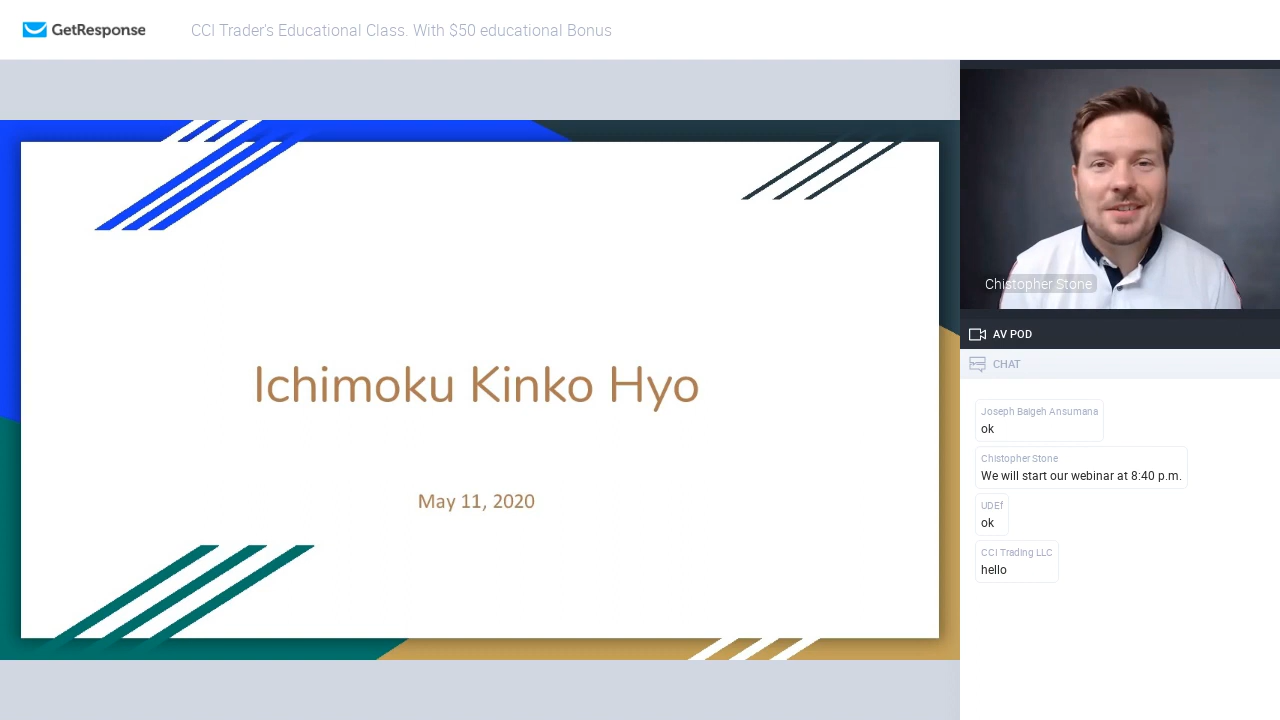 GetResponse
CCI Trader's Educational Class. With $50 educational Bonus
Ichimoku Kinko Hyo
May 11, 2020
Chistopher Stone
AV POD
CHAT
Joseph Baigeh Ansumana
ok
Chistopher Stone
We will start our webinar at 8:40 p.m.
UDEf
ok
CCI Trading LLC
hello